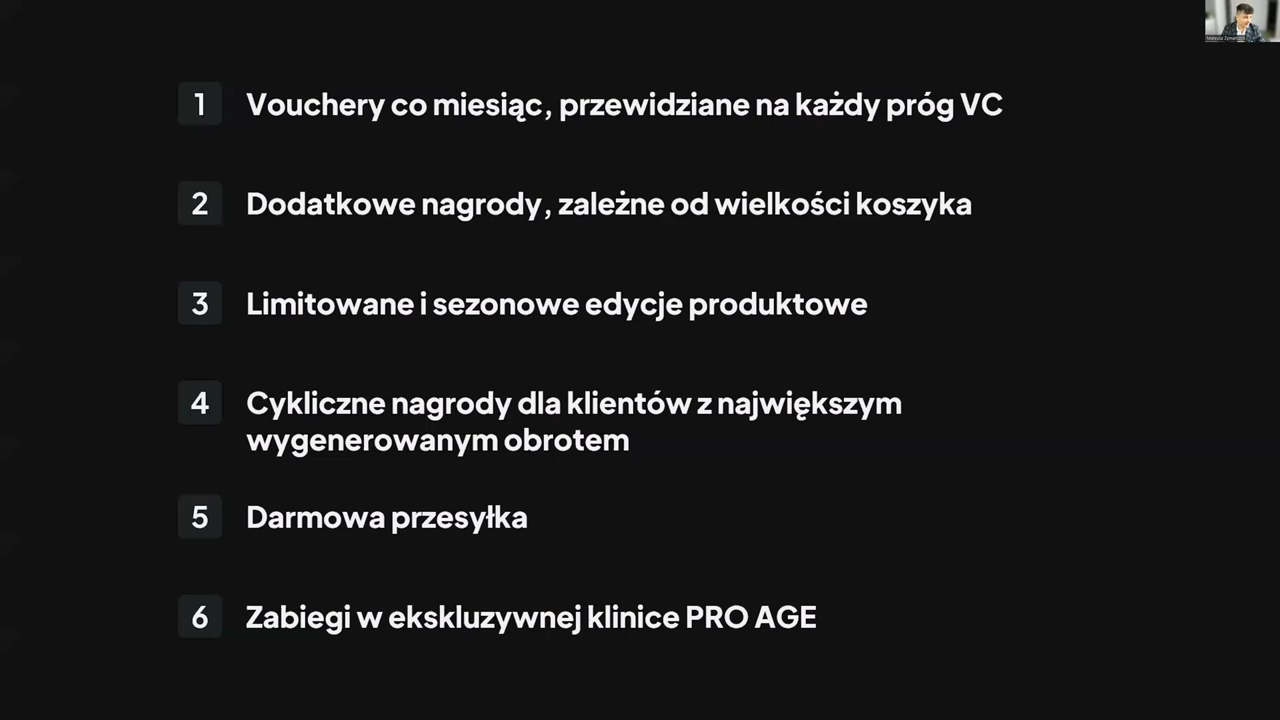 1 Vouchery co miesiąc, przewidziane na każdy próg VC
2 Dodatkowe nagrody, zależne od wielkości koszyka
3 Limitowane i sezonowe edycje produktowe
4 Cykliczne nagrody dla klientów z największym
wygenerowanym obrotem
5 Darmowa przesyłka
6 Zabiegi w ekskluzywnej klinice PRO AGE